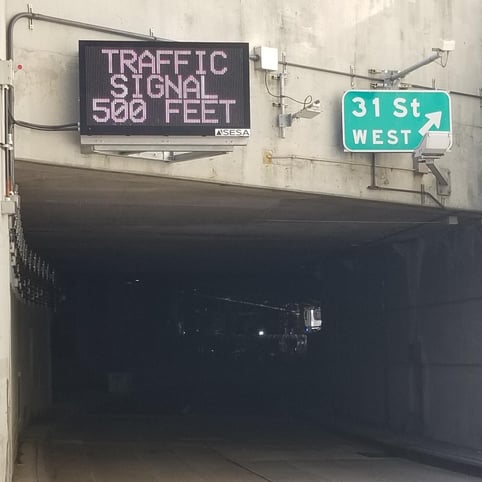 TRAFFIC
SIGNAL
500 FEET
SESA
31 St
WEST